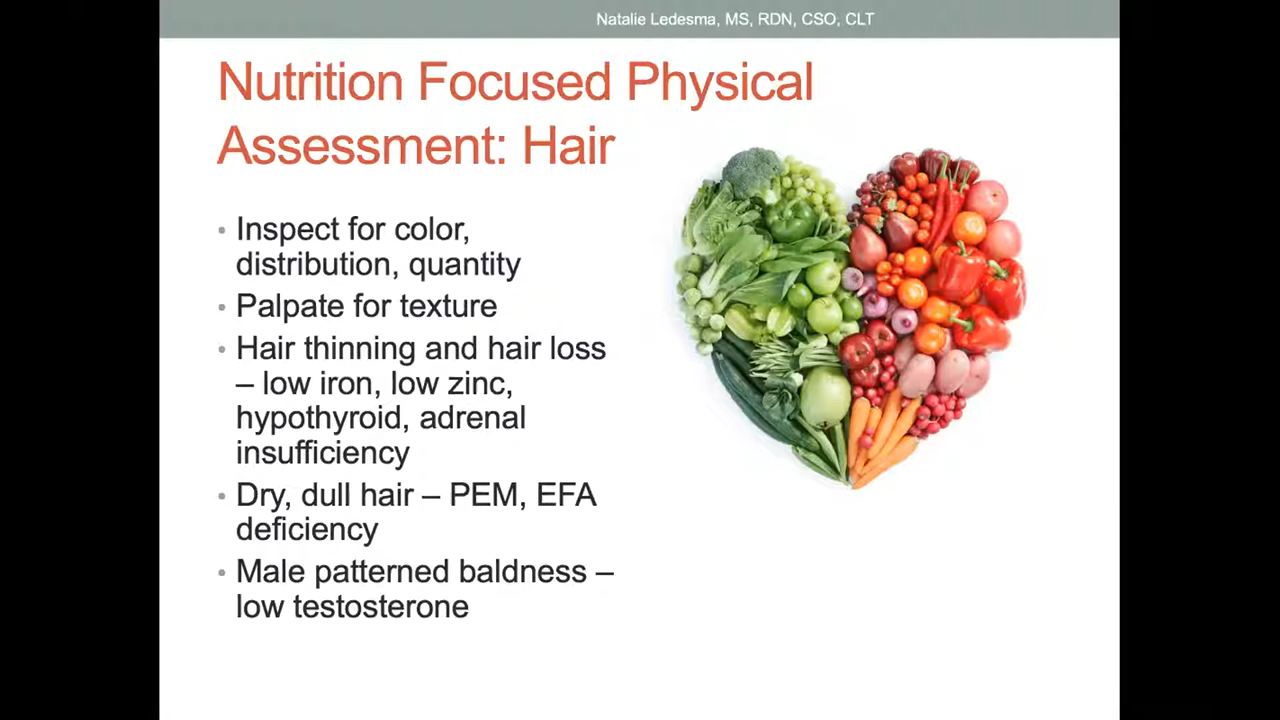 Natalie Ledesma, MS, RDN, CSO, CLT
Nutrition Focused Physical
Assessment: Hair
• Inspect for color,
distribution, quantity
• Palpate for texture
• Hair thinning and hair loss
– low iron, low zinc,
hypothyroid, adrenal
insufficiency
• Dry, dull hair – PEM, EFA
deficiency
• Male patterned baldness –
low testosterone